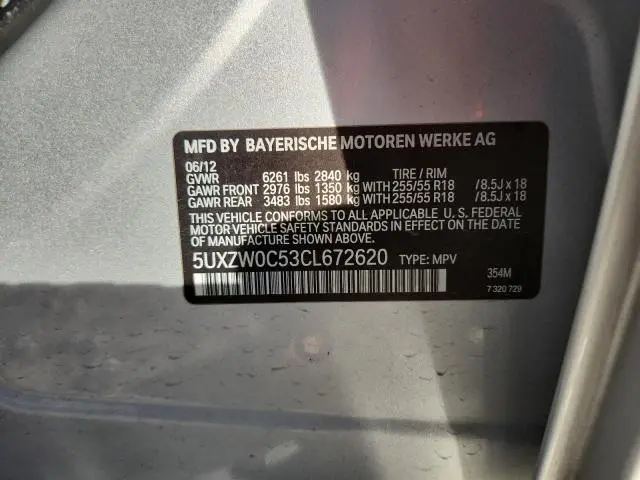 MFD BY BAYERISCHE MOTOREN WERKE AG
06/12
GVWR 6261 lbs 2840 kg TIRE / RIM
GAWR FRONT 2976 lbs 1350 kg WITH 255/55 R18 / 8.5J x 18
GAWR REAR 3483 lbs 1580 kg WITH 255/55 R18 / 8.5J x 18
THIS VEHICLE CONFORMS TO ALL APPLICABLE U. S. FEDERAL
MOTOR VEHICLE SAFETY STANDARDS IN EFFECT ON THE DATE
OF MANUFACTURE SHOWN ABOVE.
5UXZW0C53CL672620 TYPE: MPV
354M
7 320 729